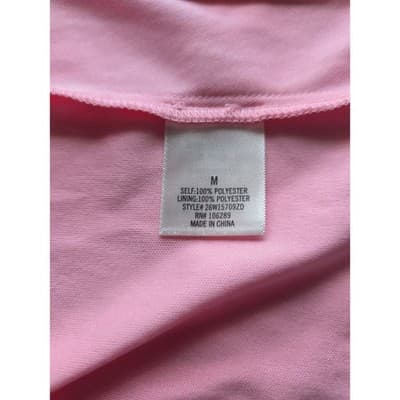 M
SELF:100% POLYESTER
LINING:100% POLYESTER
STYLE# 26W15709ZD
RN# 106289
MADE IN CHINA